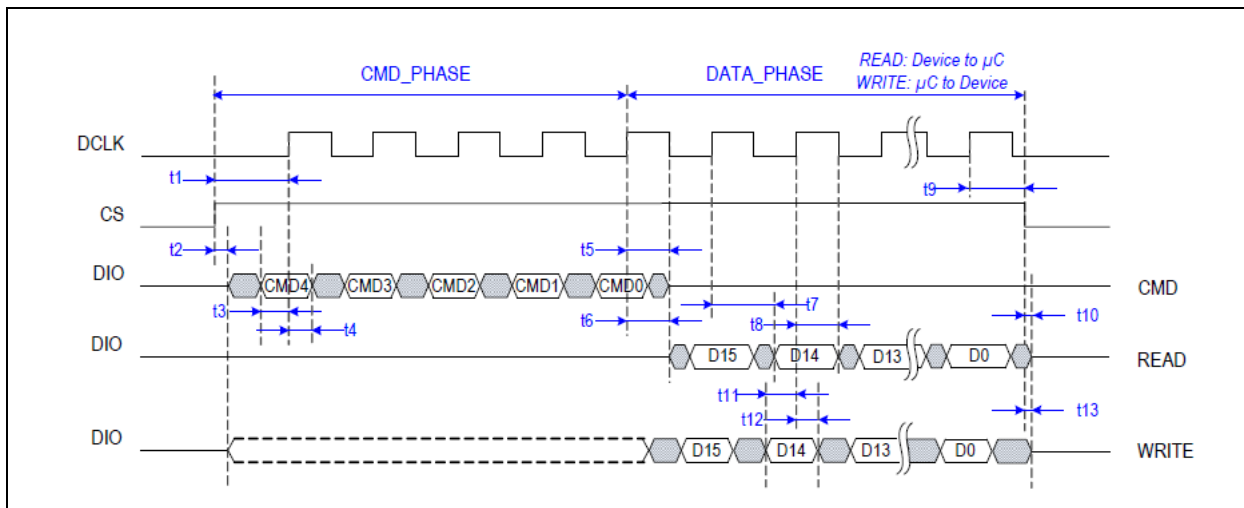 CMD_PHASE DATA_PHASE READ: Device to µC
WRITE: µC to Device
DCLK
t1 t9
CS
t2 t5
DIO CMD4 CMD3 CMD2 CMD1 CMD0 CMD
t3 t4 t6 t7 t8 t10
DIO D15 D14 D13 D0 READ
t11 t12 t13
DIO D15 D14 D13 D0 WRITE